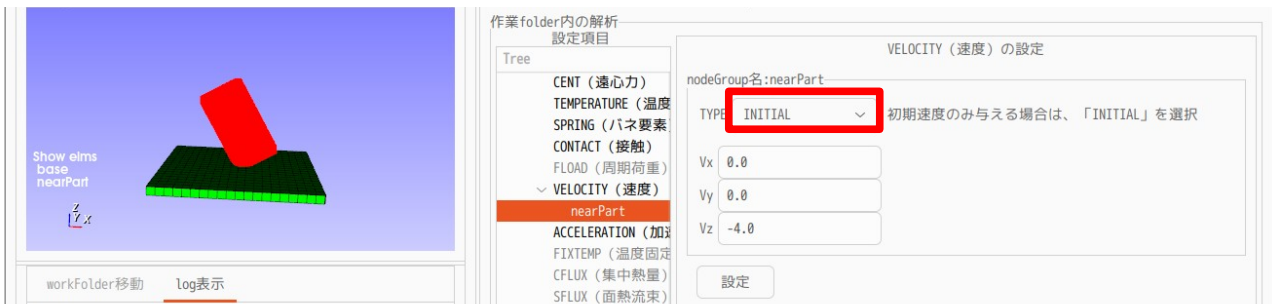 Show elms
base
nearPart
Z
Y X
workFolder移動 log表示
作業folder内の解析
設定項目
Tree
CENT (遠心力)
TEMPERATURE (温度
SPRING (バネ要素
CONTACT (接触)
FLOAD (周期荷重)
VELOCITY (速度)
nearPart
ACCELERATION (加速
FIXTEMP (温度固定
CFLUX (集中熱量)
SFLUX (面熱流束)
VELOCITY (速度) の設定
nodeGroup名:nearPart
TYPE INITIAL 初期速度のみ与える場合は、「INITIAL」を選択
Vx 0.0
Vy 0.0
Vz -4.0
設定